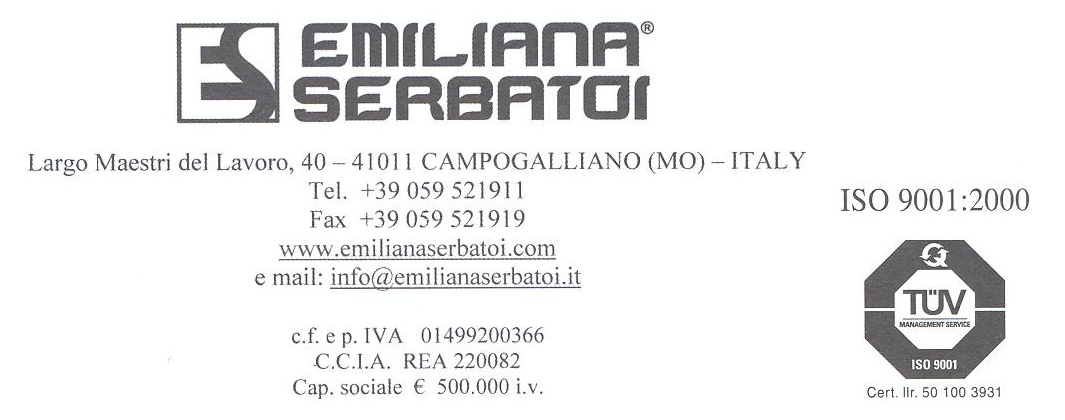 ES EMILIANA®
SERBATOI
Largo Maestri del Lavoro, 40 – 41011 CAMPOGALLIANO (MO) – ITALY
Tel. +39 059 521911
Fax +39 059 521919
www.emilianaserbatoi.com
e mail: info@emilianaserbatoi.it
c.f. e p. IVA 01499200366
C.C.I.A. REA 220082
Cap. sociale € 500.000 i.v.
ISO 9001:2000
TÜV
MANAGEMENT SERVICE
ISO 9001
Cert. llr. 50 100 3931